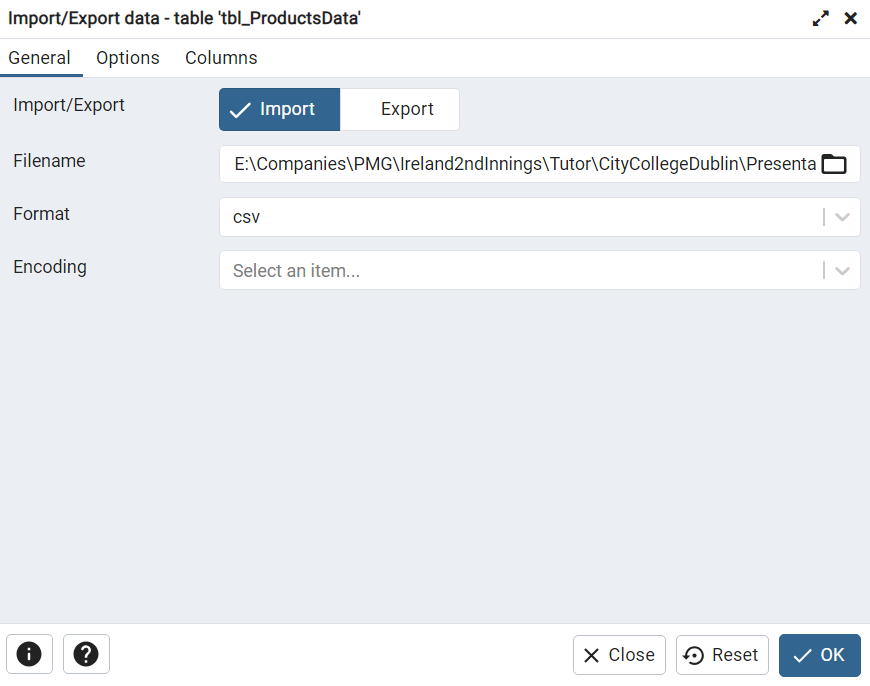 Import/Export data - table 'tbl_ProductsData'
General Options Columns
Import/Export Import Export
Filename E:\Companies\PMG\Ireland2ndInnings\Tutor\CityCollegeDublin\Presenta
Format csv
Encoding Select an item...
Close Reset OK